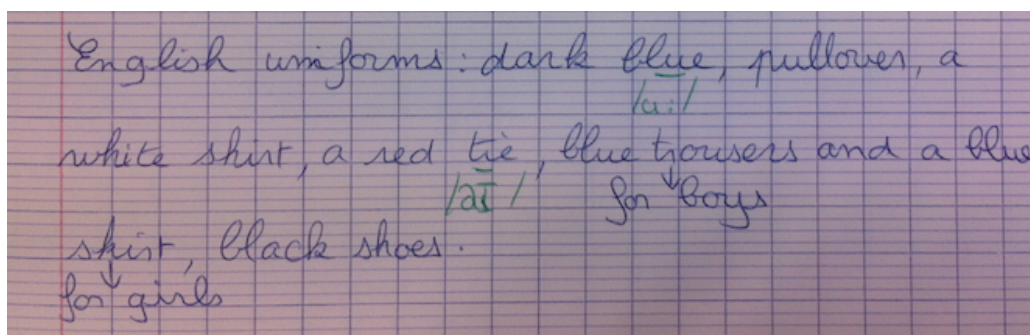 English uniforms: dark blue, pullover, a
/u:/
white shirt, a red tie, blue trousers and a blue
/aɪ/ for boys
skirt, black shoes.
for girls